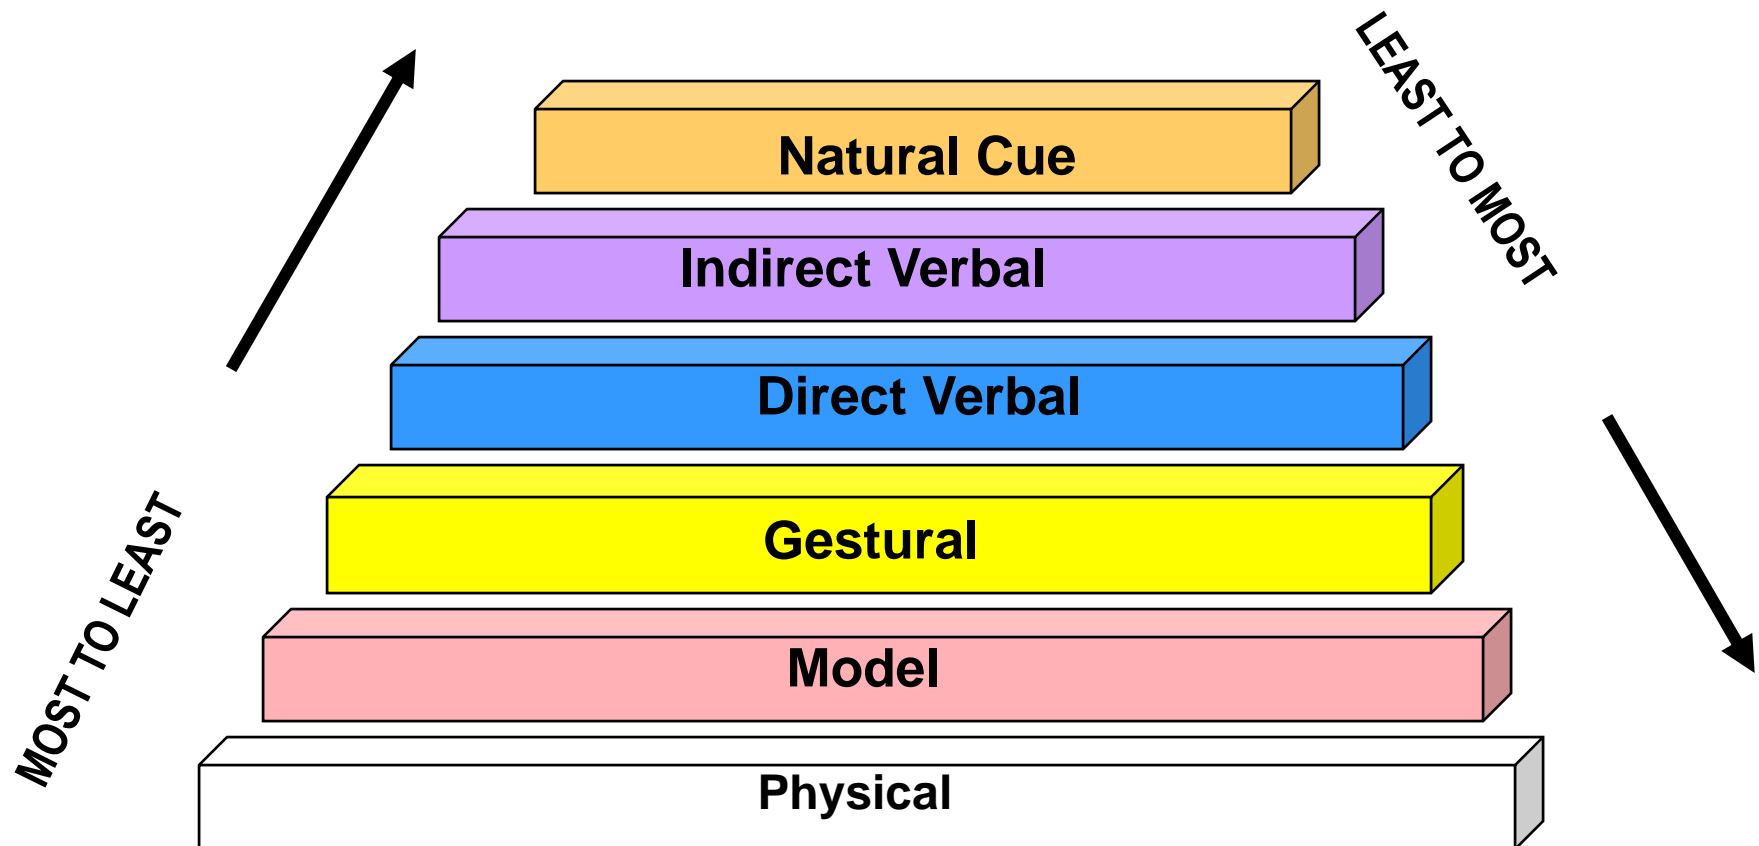 LEAST TO MOST
Natural Cue
Indirect Verbal
Direct Verbal
Gestural
MOST TO LEAST
Model
Physical